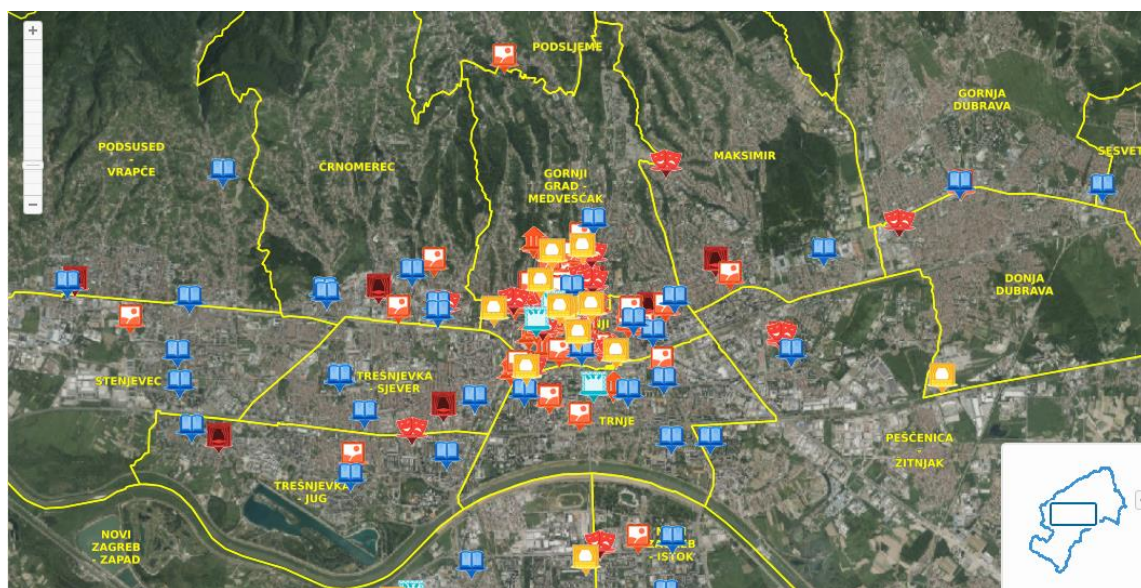 PODSLJEME
GORNJA
DUBRAVA
PODSUSED
-
VRAPČE
ČRNOMEREC
MAKSIMIR
GORNJI
GRAD -
MEDVEŠČAK
DONJA
DUBRAVA
STENJEVEC
TREŠNJEVKA
SJEVER
TRNJE
PEŠČENICA
-
ŽITNJAK
TREŠNJEVKA
- JUG
NOVI
ZAGREB
- ZAPAD
- ISTOK